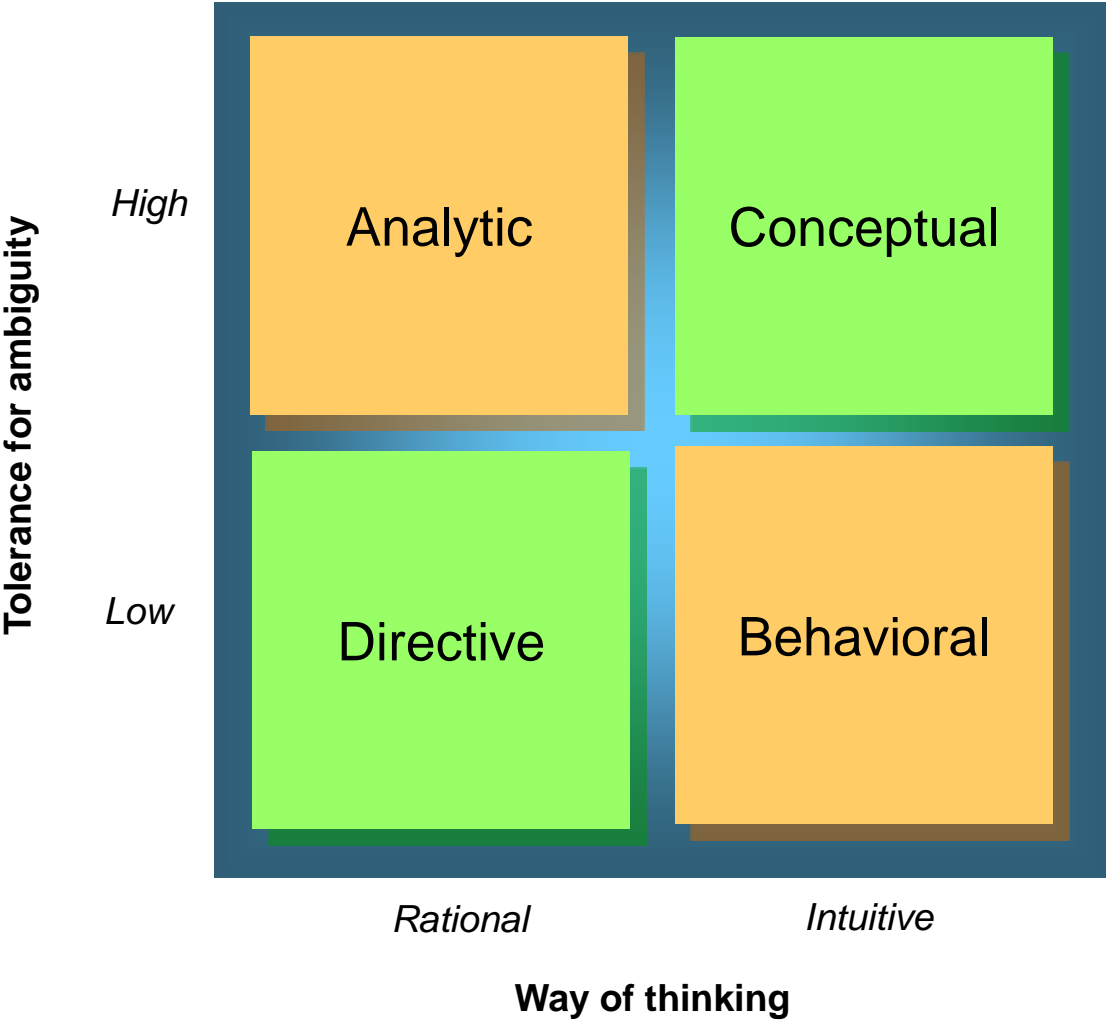 Tolerance for ambiguity
High
Analytic
Conceptual
Low
Directive
Behavioral
Rational
Intuitive
Way of thinking